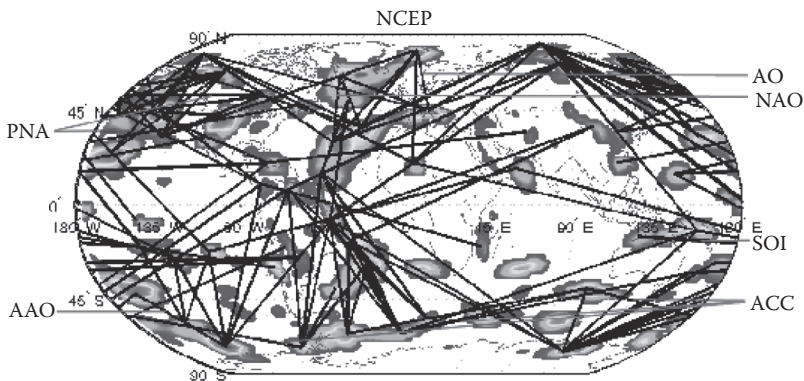 NCEP
90° N
AO
NAO
45° N
PNA
0°
180 W
135 W
90 W
45 E
90 E
135 E
180 E
SOI
45° S
AAO
ACC
90 S